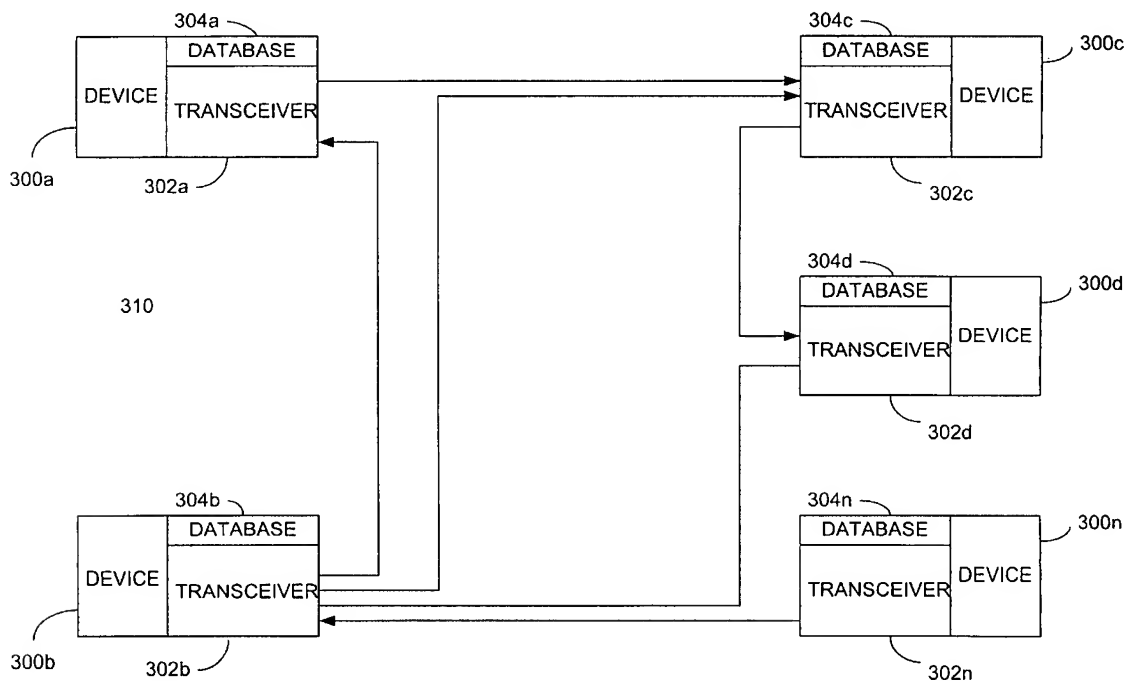 304a
DATABASE
DEVICE
TRANSCEIVER
300a
302a
304c
DATABASE
300c
TRANSCEIVER
DEVICE
302c
310
304d
DATABASE
300d
TRANSCEIVER
DEVICE
302d
304b
DATABASE
DEVICE
TRANSCEIVER
300b
302b
304n
DATABASE
300n
TRANSCEIVER
DEVICE
302n